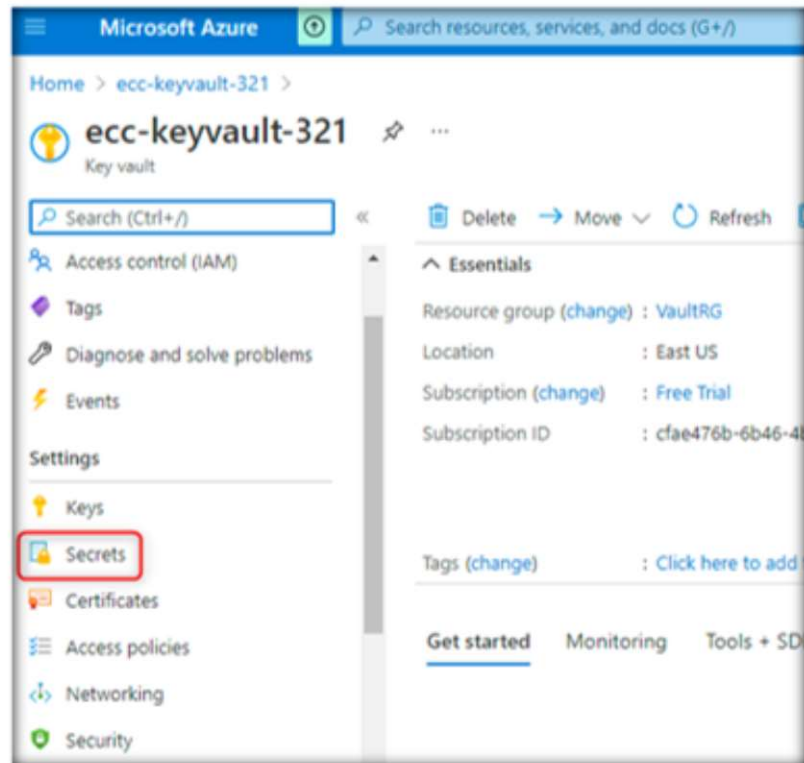 Microsoft Azure
Search resources, services, and docs (G+/)
Home > ecc-keyvault-321 >
ecc-keyvault-321 ...
Key vault
Search (Ctrl+/) «
Delete Move Refresh
Access control (IAM)
Tags
Diagnose and solve problems
Events
Settings
Keys
Secrets
Certificates
Access policies
Networking
Security
Essentials
Resource group (change) : VaultRG
Location : East US
Subscription (change) : Free Trial
Subscription ID : cfae476b-6b46-4
Tags (change) : Click here to add
Get started Monitoring Tools + SD